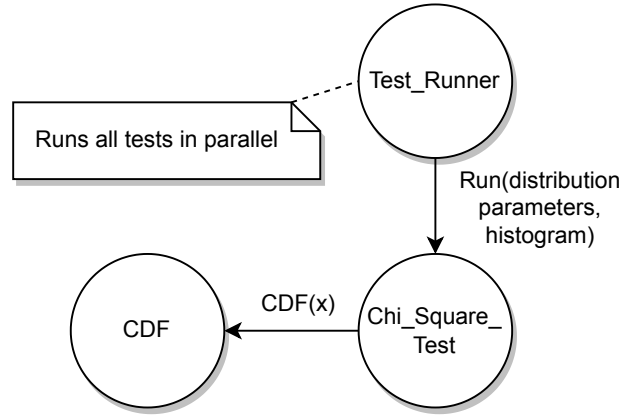 Test_Runner
Runs all tests in parallel
Run(distribution
parameters,
histogram)
CDF(x)
CDF
Chi_Square_
Test